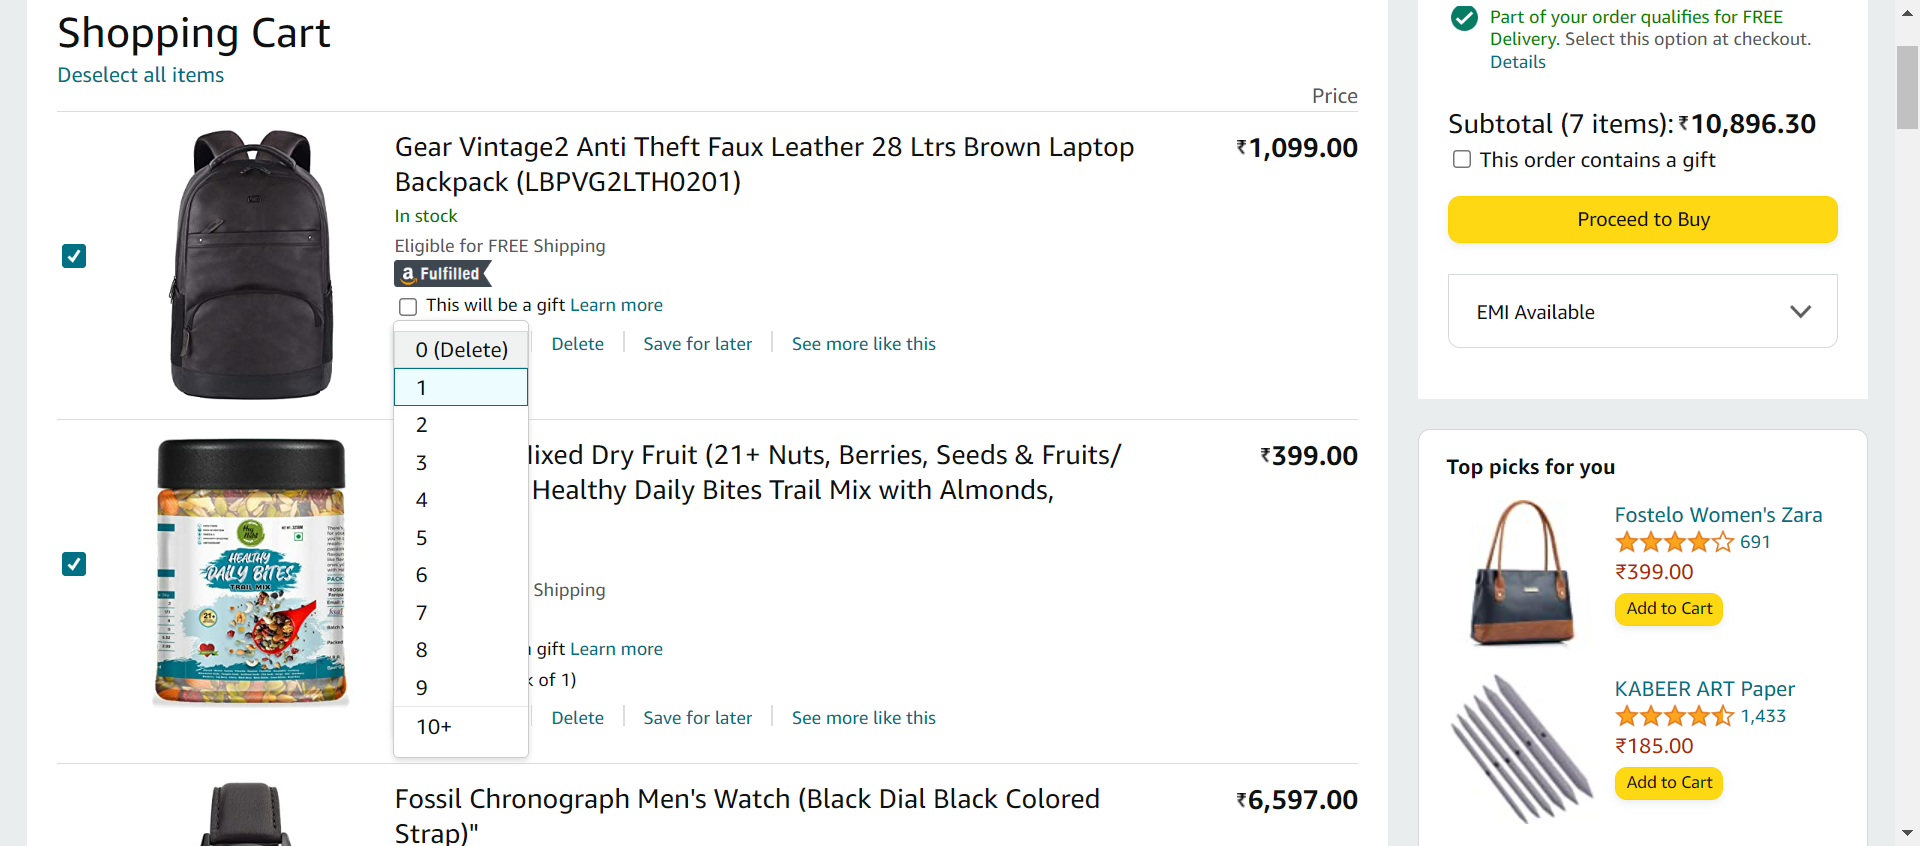 Shopping Cart
Deselect all items
Price
Gear Vintage2 Anti Theft Faux Leather 28 Ltrs Brown Laptop
Backpack (LBPVG2LTH0201)
₹1,099.00
In stock
Eligible for FREE Shipping
a Fulfilled
This will be a gift Learn more
Delete
Save for later
See more like this
0 (Delete)
1
2
3
4
5
6
7
8
9
10+
HEALTHY
DAILY BITES
TRAIL MIX
21+
Mixed Dry Fruit (21+ Nuts, Berries, Seeds & Fruits/
Healthy Daily Bites Trail Mix with Almonds,
₹399.00
Shipping
gift Learn more
of 1)
Delete
Save for later
See more like this
Fossil Chronograph Men's Watch (Black Dial Black Colored
Strap)"
₹6,597.00
Part of your order qualifies for FREE
Delivery. Select this option at checkout.
Details
Subtotal (7 items): ₹10,896.30
This order contains a gift
Proceed to Buy
EMI Available
Top picks for you
Fostelo Women's Zara
691
₹399.00
Add to Cart
KABEER ART Paper
1,433
₹185.00
Add to Cart